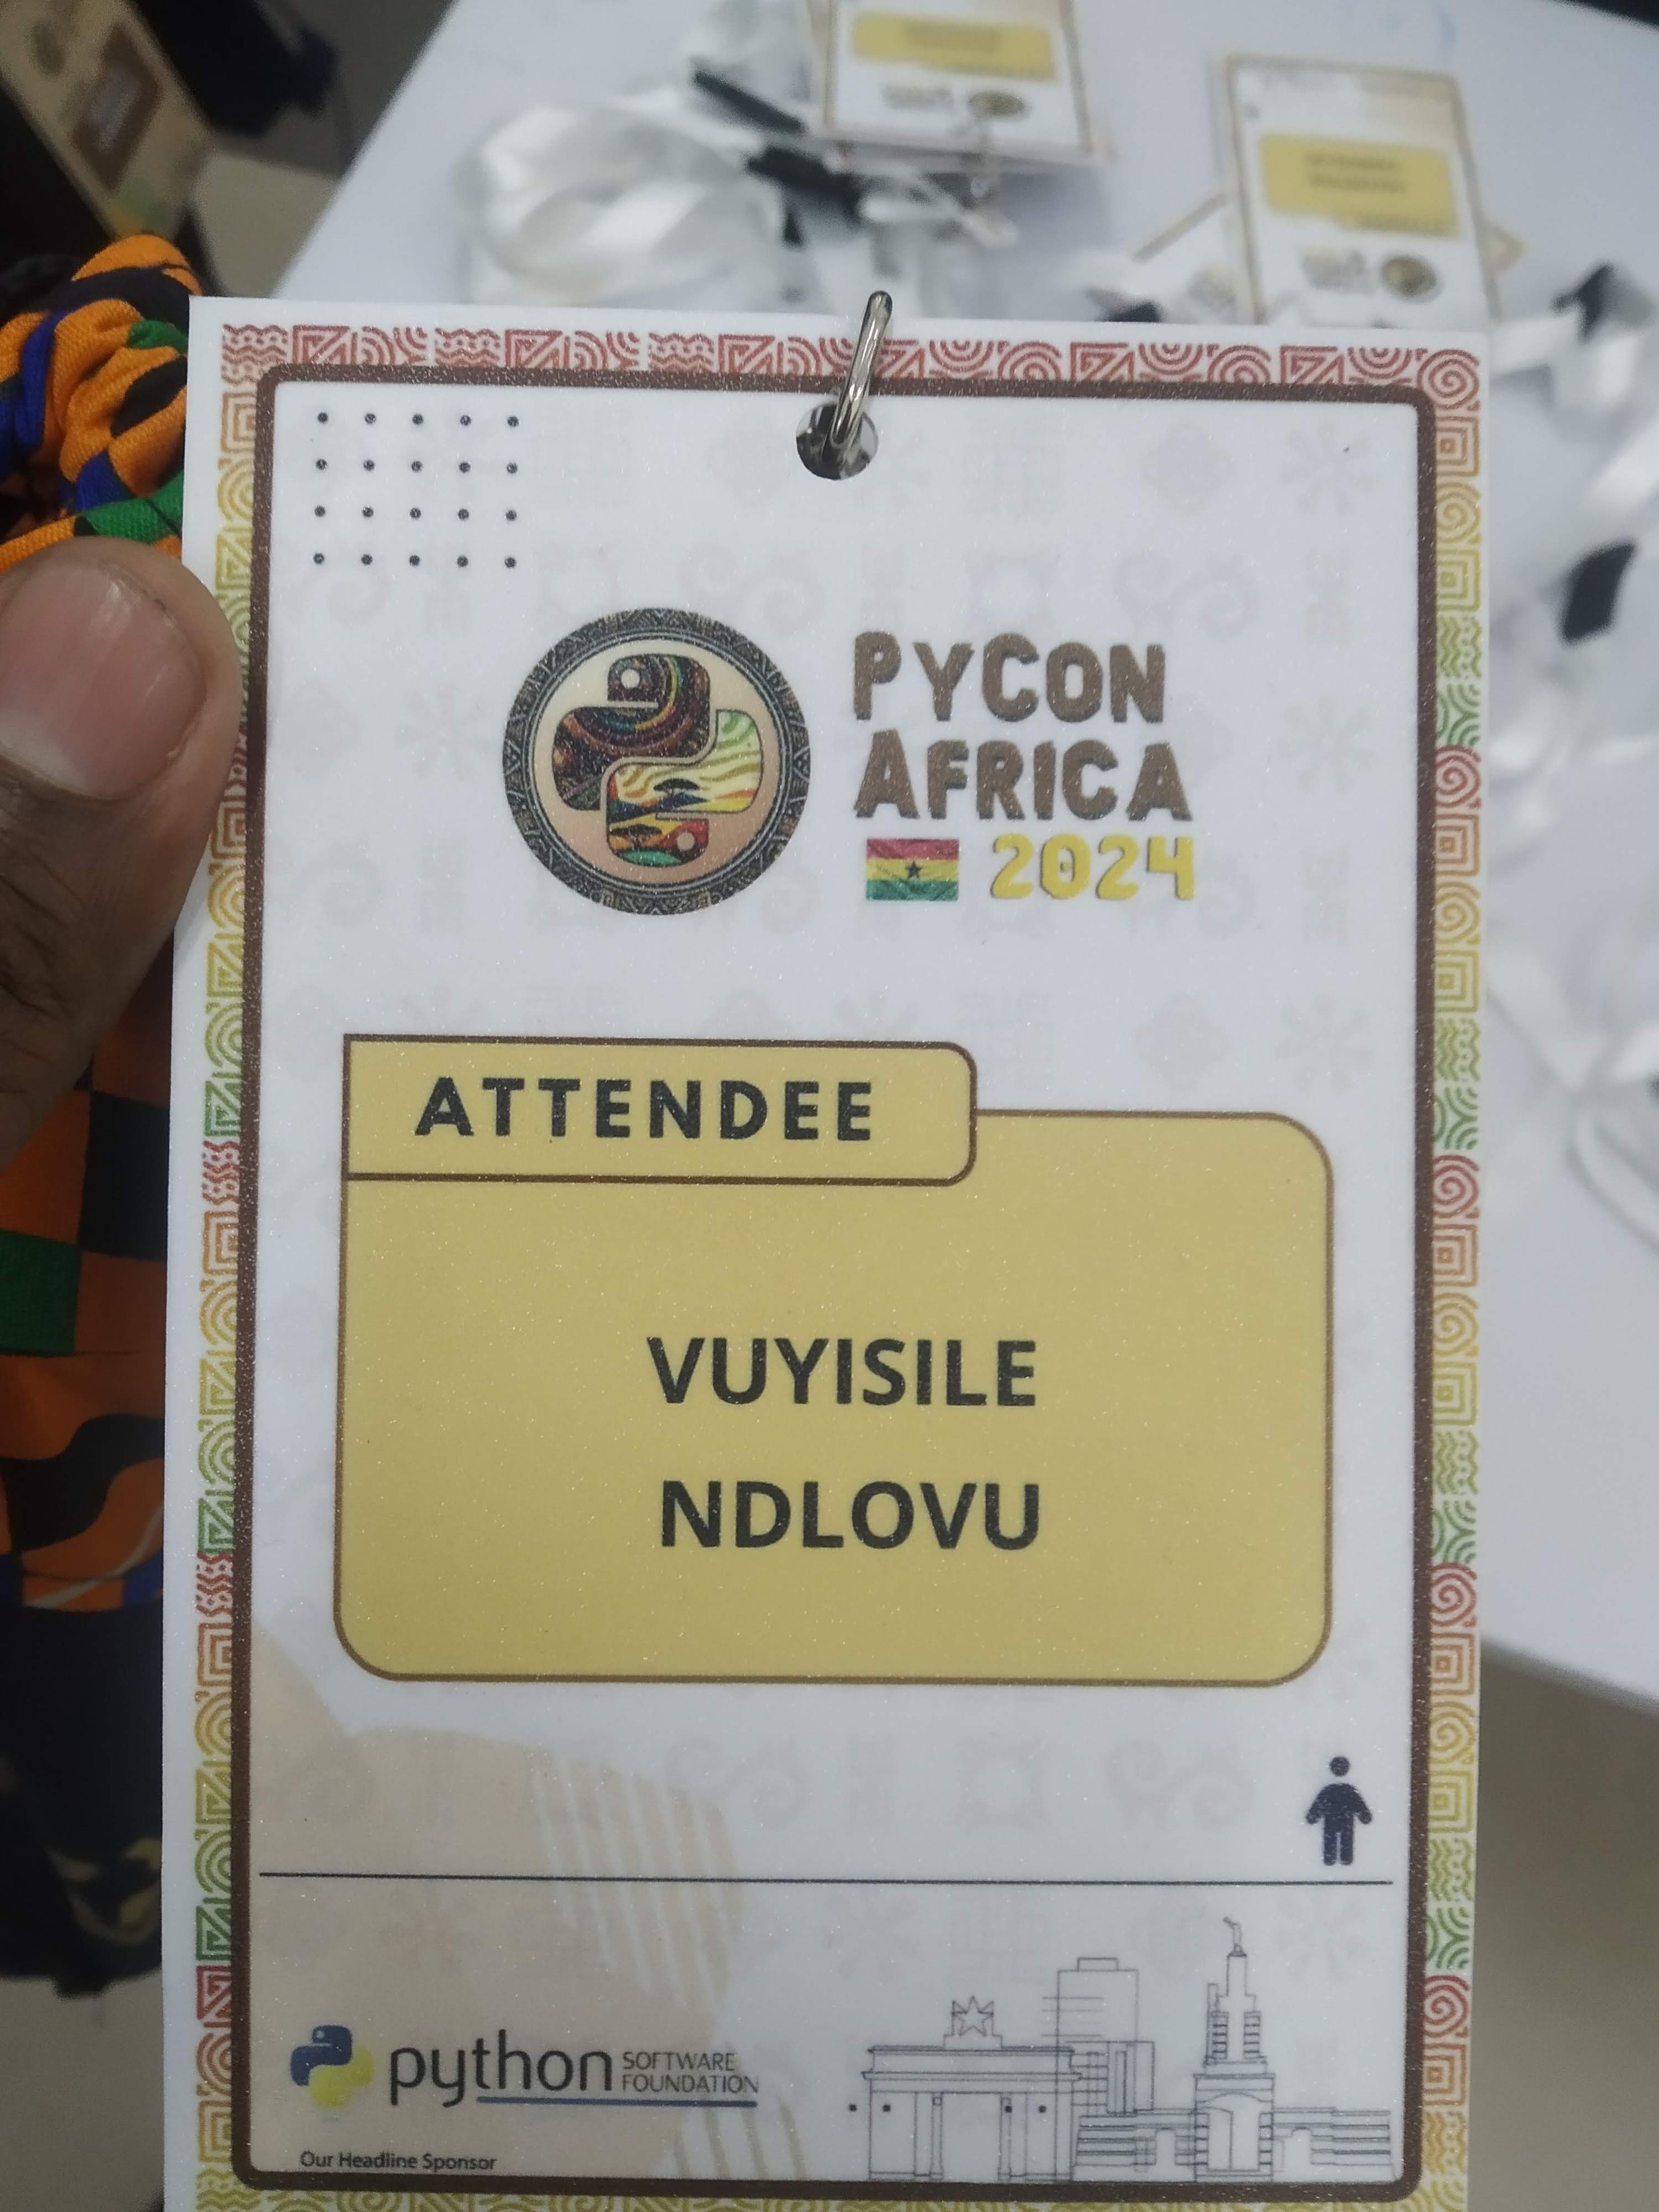 PYCON
AFRICA
2024
ATTENDEE
VUYISILE
NDLOVU
python SOFTWARE
FOUNDATION
Our Headline Sponsor